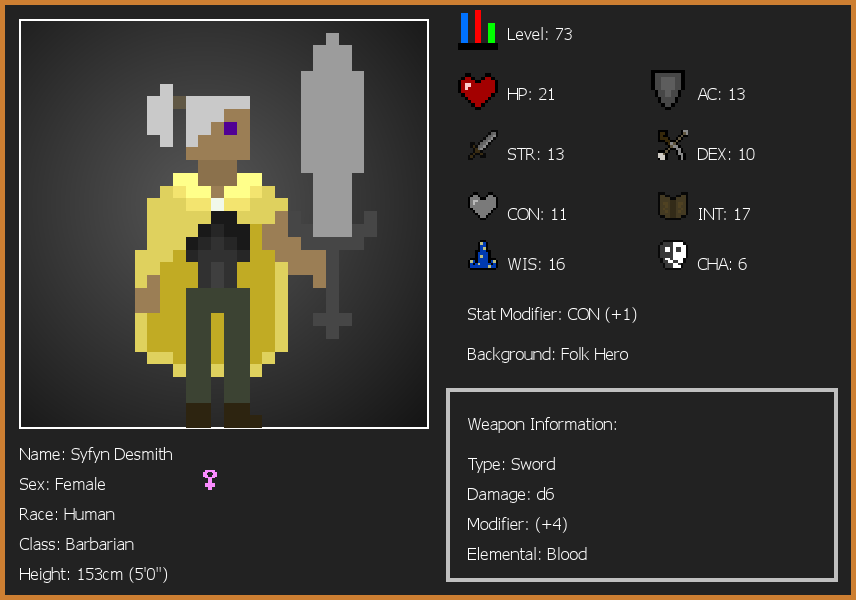 Level: 73
HP: 21
AC: 13
STR: 13
DEX: 10
CON: 11
INT: 17
WIS: 16
CHA: 6
Stat Modifier: CON (+1)
Background: Folk Hero
Weapon Information:
Type: Sword
Damage: d6
Modifier: (+4)
Elemental: Blood
Name: Syfyn Desmith
Sex: Female
Race: Human
Class: Barbarian
Height: 153cm (5'0")